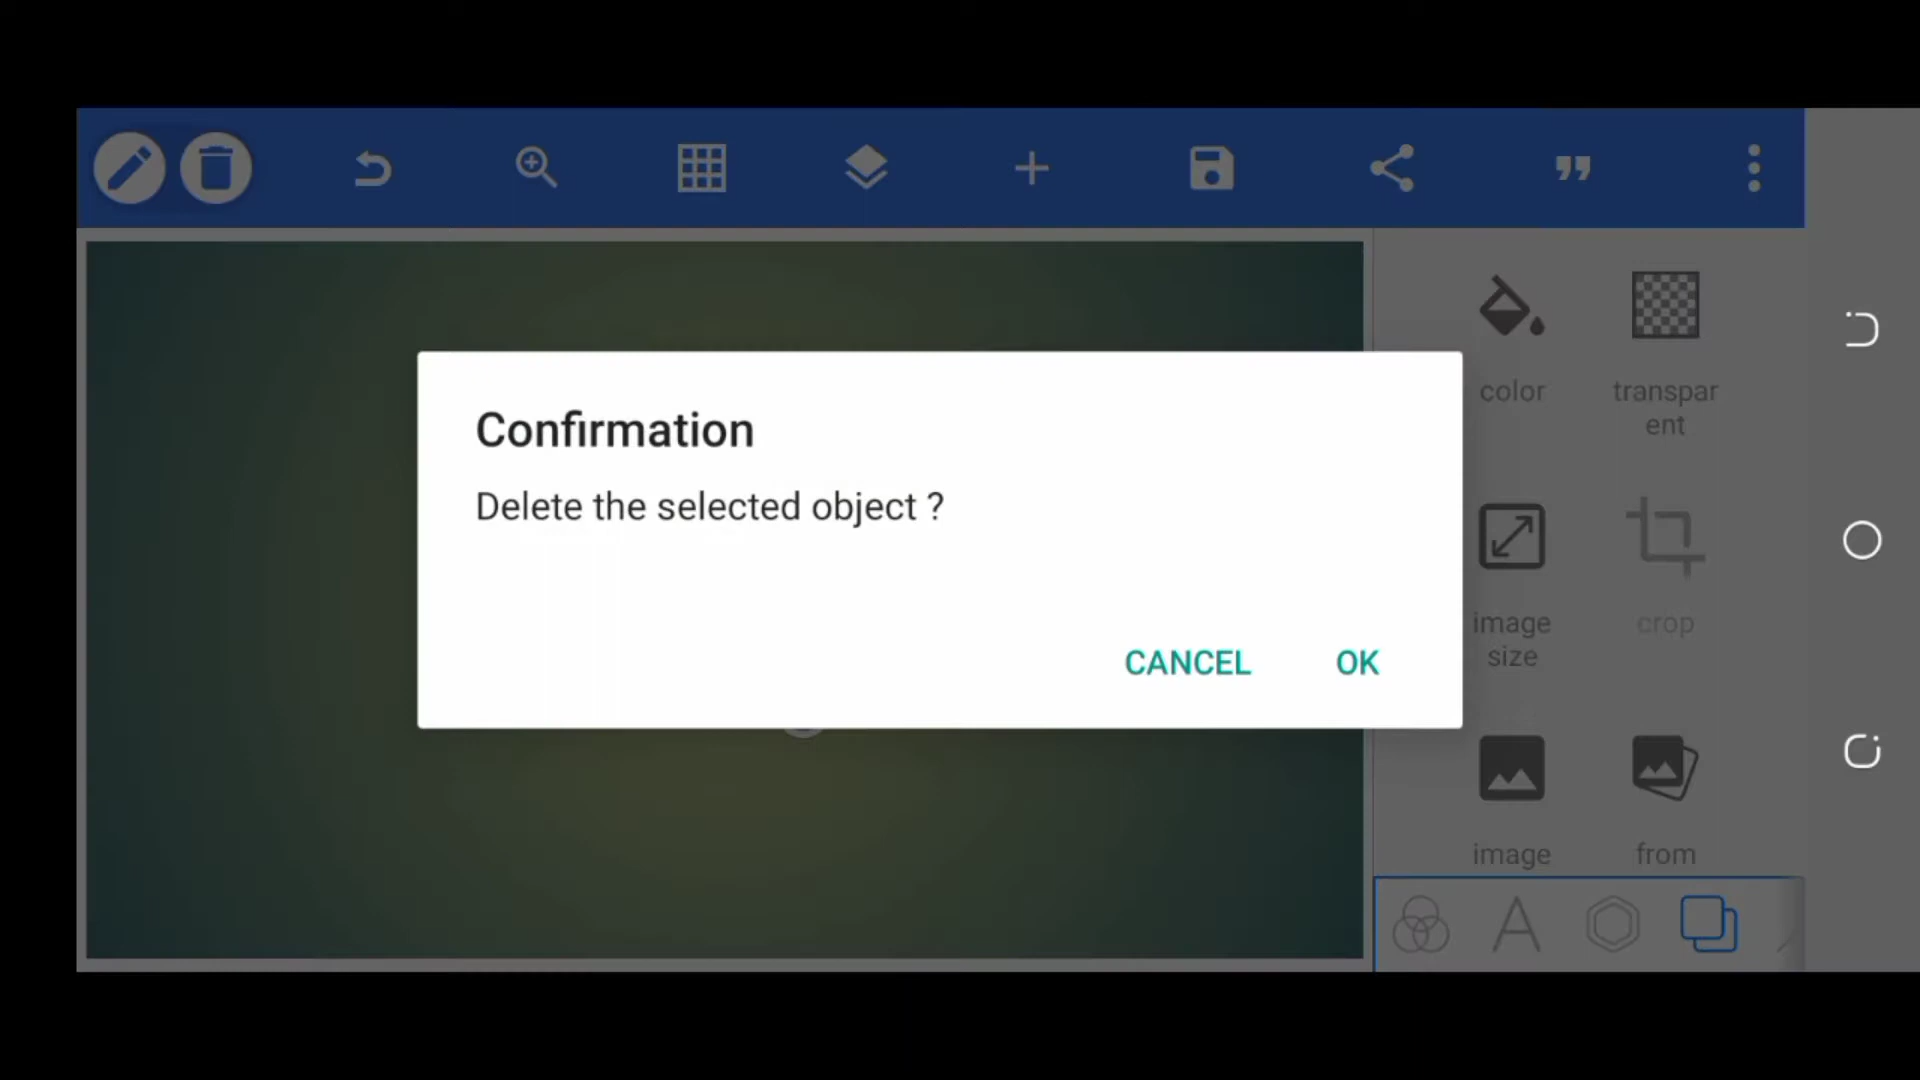 Confirmation
Delete the selected object ?
CANCEL OK
color
transpar
ent
image
size
crop
image
from